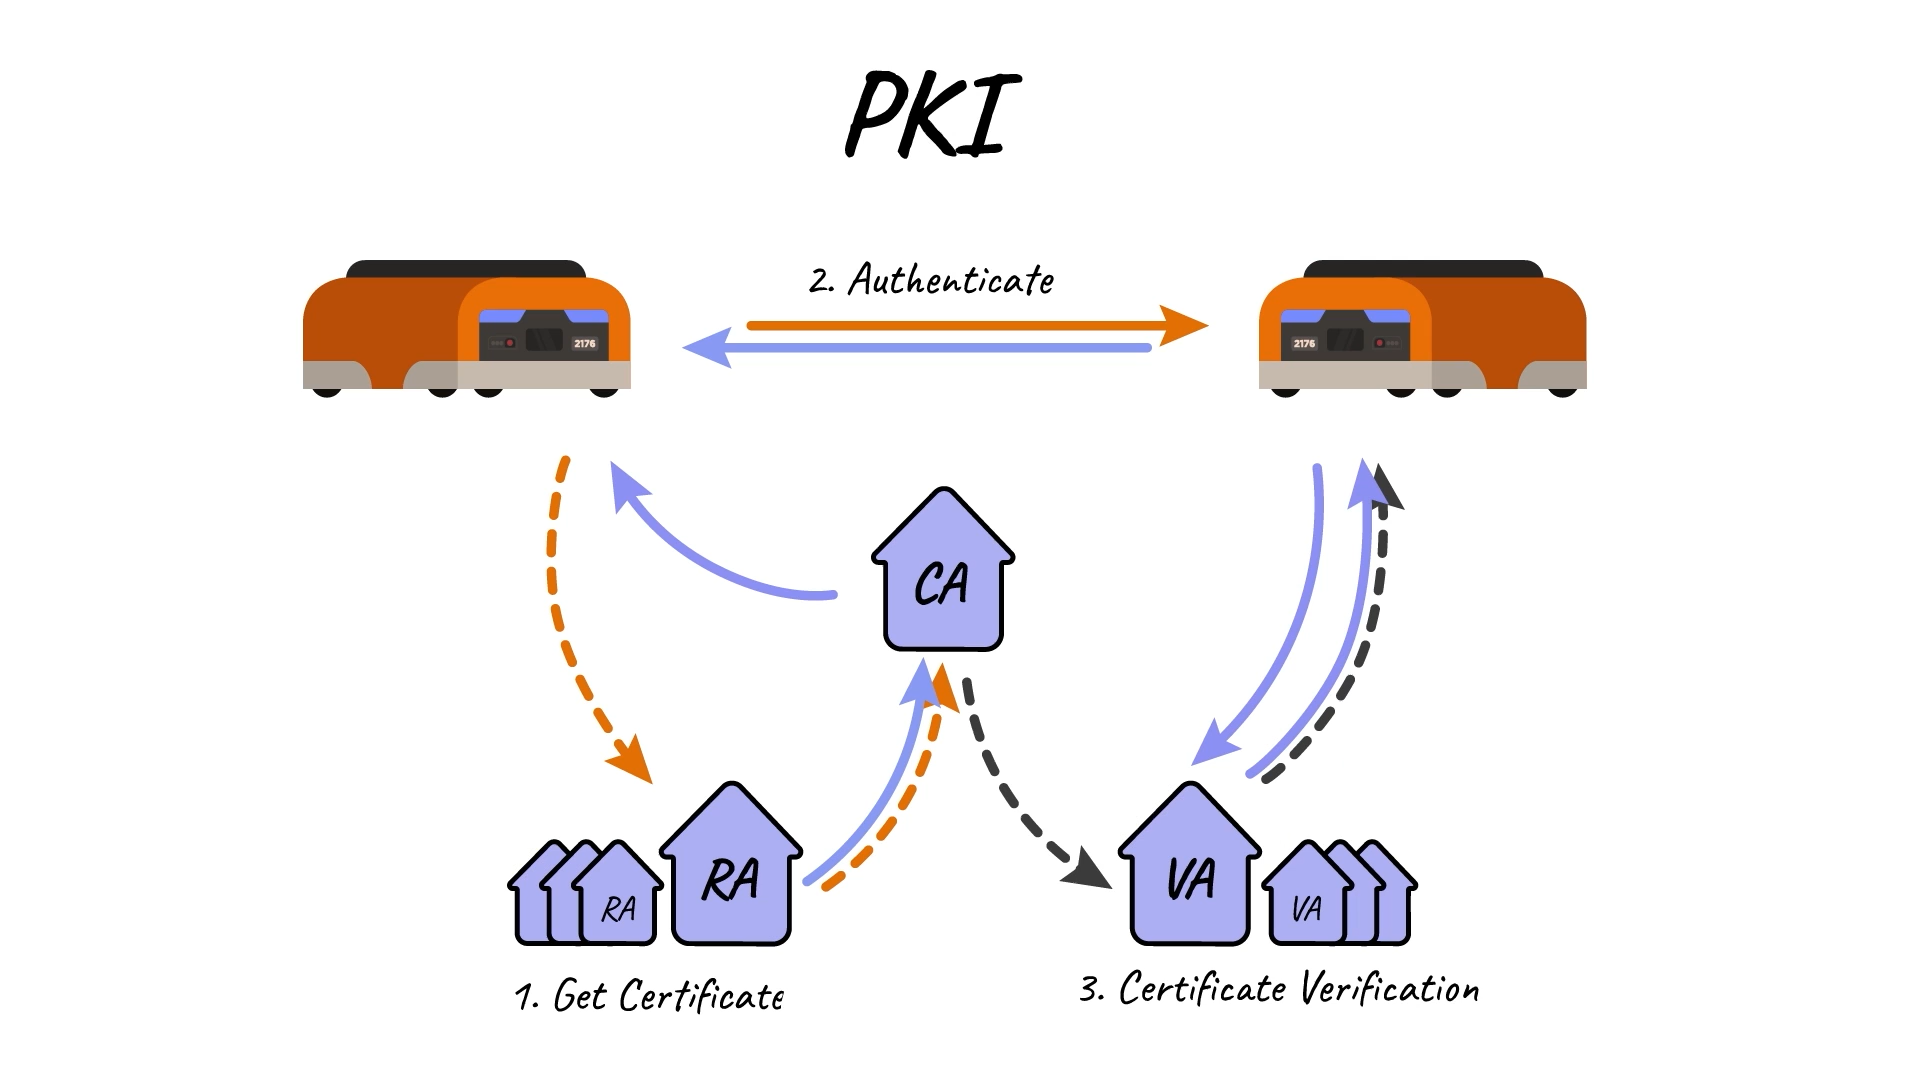 PKI
2. Authenticate
2176
2176
CA
RA
RA
VA
VA
1. Get Certificate
3. Certificate Verification